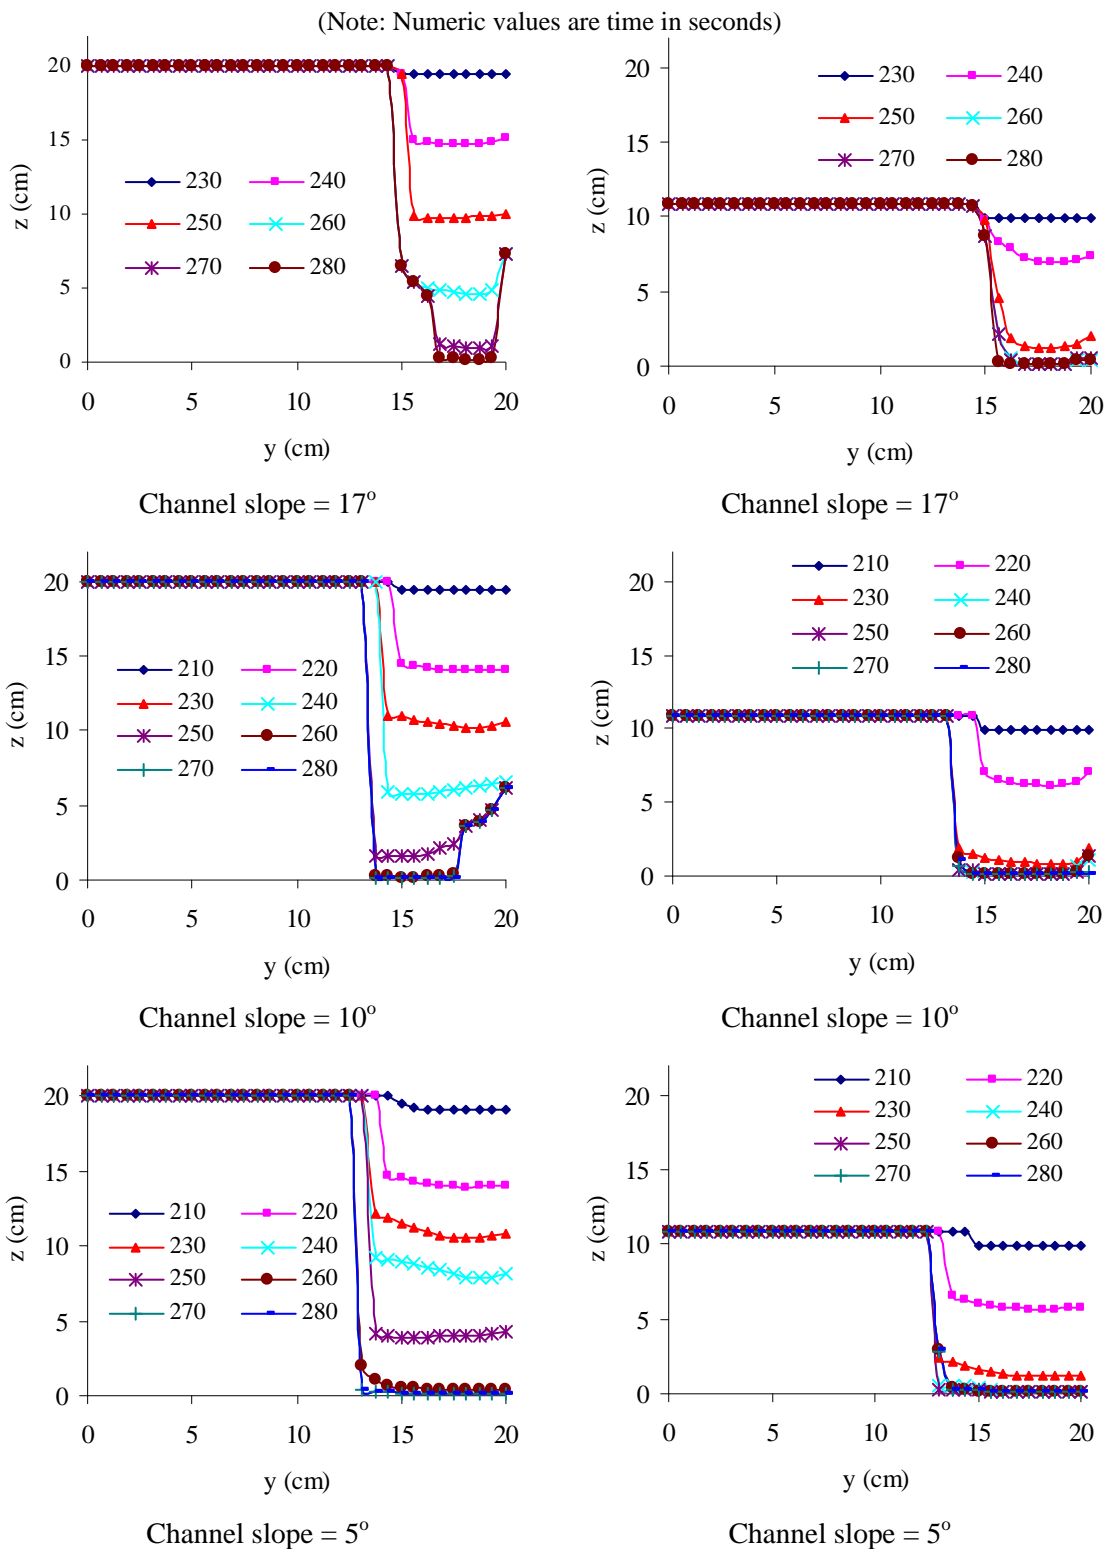 (Note: Numeric values are time in seconds)
20
15
10
5
0
z (cm)
230 240
250 260
270 280
0 5 10 15 20
y (cm)
Channel slope = 17°
20
15
10
5
0
z (cm)
230 240
250 260
270 280
0 5 10 15 20
y (cm)
Channel slope = 17°
20
15
10
5
0
z (cm)
210 220
230 240
250 260
270 280
0 5 10 15 20
y (cm)
Channel slope = 10°
20
15
10
5
0
z (cm)
210 220
230 240
250 260
270 280
0 5 10 15 20
y (cm)
Channel slope = 10°
20
15
10
5
0
z (cm)
210 220
230 240
250 260
270 280
0 5 10 15 20
y (cm)
Channel slope = 5°
20
15
10
5
0
z (cm)
210 220
230 240
250 260
270 280
0 5 10 15 20
y (cm)
Channel slope = 5°